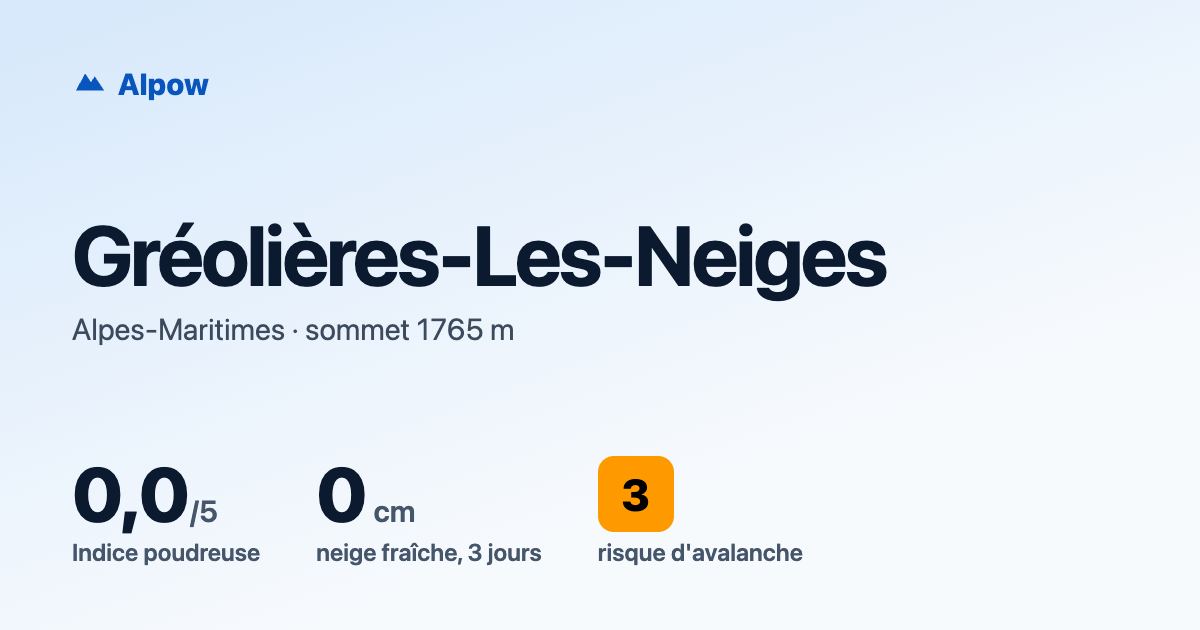 Alpow
Gréolières-Les-Neiges
Alpes-Maritimes · sommet 1765 m
0,0/5
Indice poudreuse
0 cm
neige fraîche, 3 jours
3
risque d'avalanche